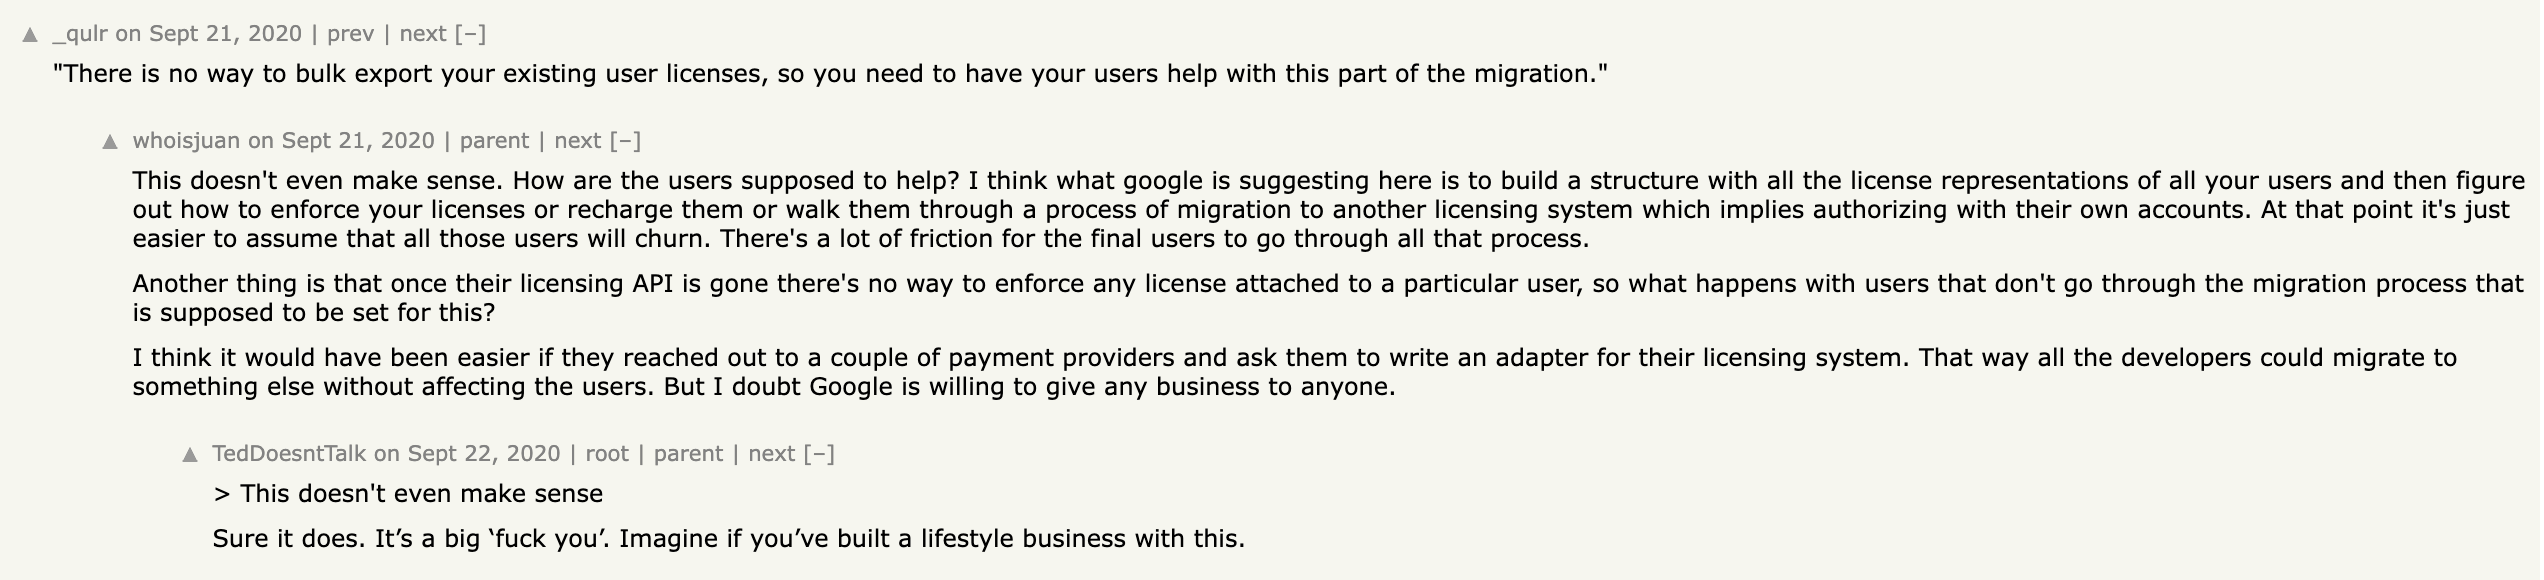 ▲ _qulr on Sept 21, 2020 | prev | next [–]
"There is no way to bulk export your existing user licenses, so you need to have your users help with this part of the migration."
▲ whoisjuan on Sept 21, 2020 | parent | next [–]
This doesn't even make sense. How are the users supposed to help? I think what google is suggesting here is to build a structure with all the license representations of all your users and then figure
out how to enforce your licenses or recharge them or walk them through a process of migration to another licensing system which implies authorizing with their own accounts. At that point it's just
easier to assume that all those users will churn. There's a lot of friction for the final users to go through all that process.
Another thing is that once their licensing API is gone there's no way to enforce any license attached to a particular user, so what happens with users that don't go through the migration process that
is supposed to be set for this?
I think it would have been easier if they reached out to a couple of payment providers and ask them to write an adapter for their licensing system. That way all the developers could migrate to
something else without affecting the users. But I doubt Google is willing to give any business to anyone.
▲ TedDoesntTalk on Sept 22, 2020 | root | parent | next [–]
> This doesn't even make sense
Sure it does. It’s a big ‘fuck you’. Imagine if you’ve built a lifestyle business with this.